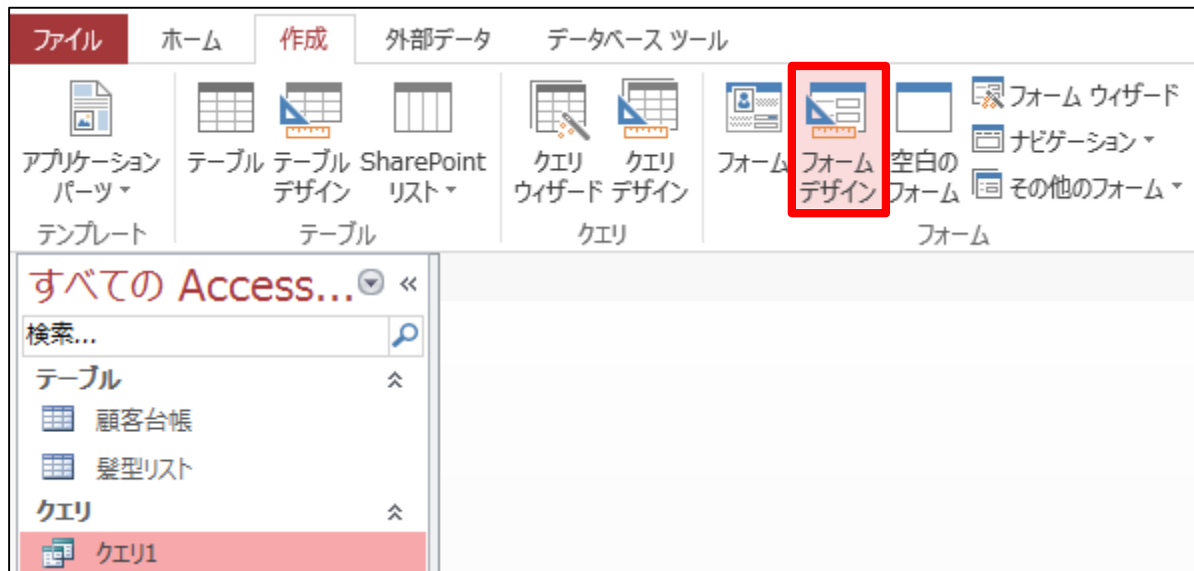 ファイル ホーム 作成 外部データ データベース ツール
アプリケーション
パーツ
テーブル
テーブル
デザイン
SharePoint
リスト
クエリ
ウィザード
クエリ
デザイン
フォーム
フォーム
デザイン
空白の
フォーム
フォーム ウィザード
ナビゲーション
その他のフォーム
テンプレート テーブル クエリ フォーム
すべての Access...
検索...
テーブル
顧客台帳
髪型リスト
クエリ
クエリ1